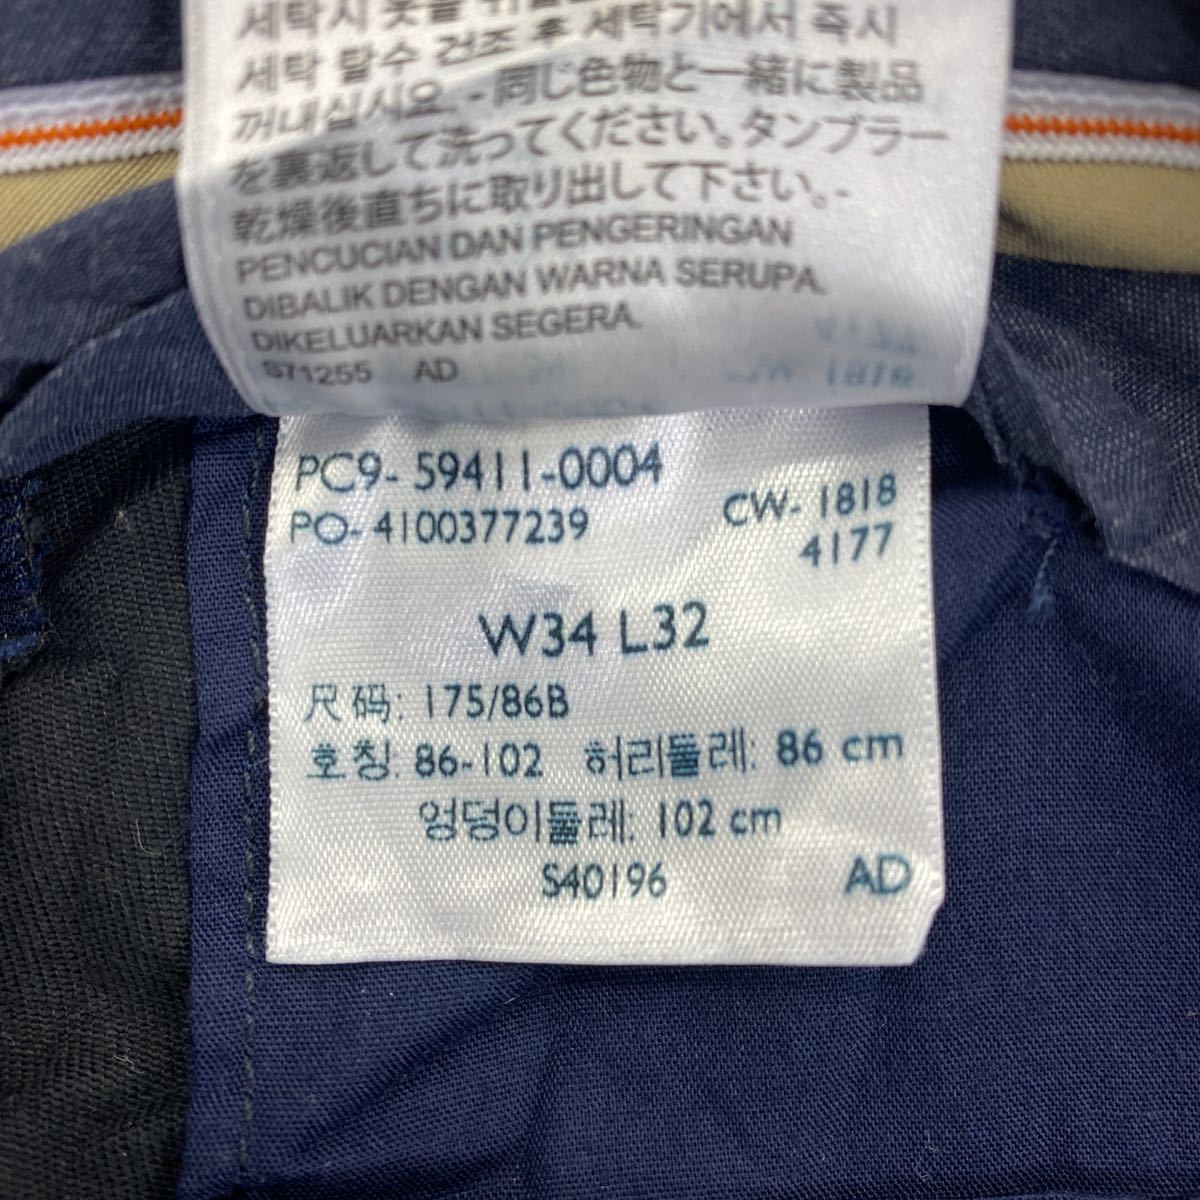 세탁시 옷을
세탁 탈수 건조 후 세탁기에서 즉시
꺼내십시오. - 同じ色物と一緒に製品
を裏返して洗ってください。タンブラー
乾燥後直ちに取り出して下さい。-
PENCUCIAN DAN PENGERINGAN
DIBALIK DENGAN WARNA SERUPA.
DIKELUARKAN SEGERA.
S71255 AD
PC9- 59411-0004
PO- 4100377239
CW- 1818
4177
W34 L32
尺码: 175/86B
호칭: 86-102 허리둘레: 86 cm
엉덩이둘레: 102 cm
S40196 AD